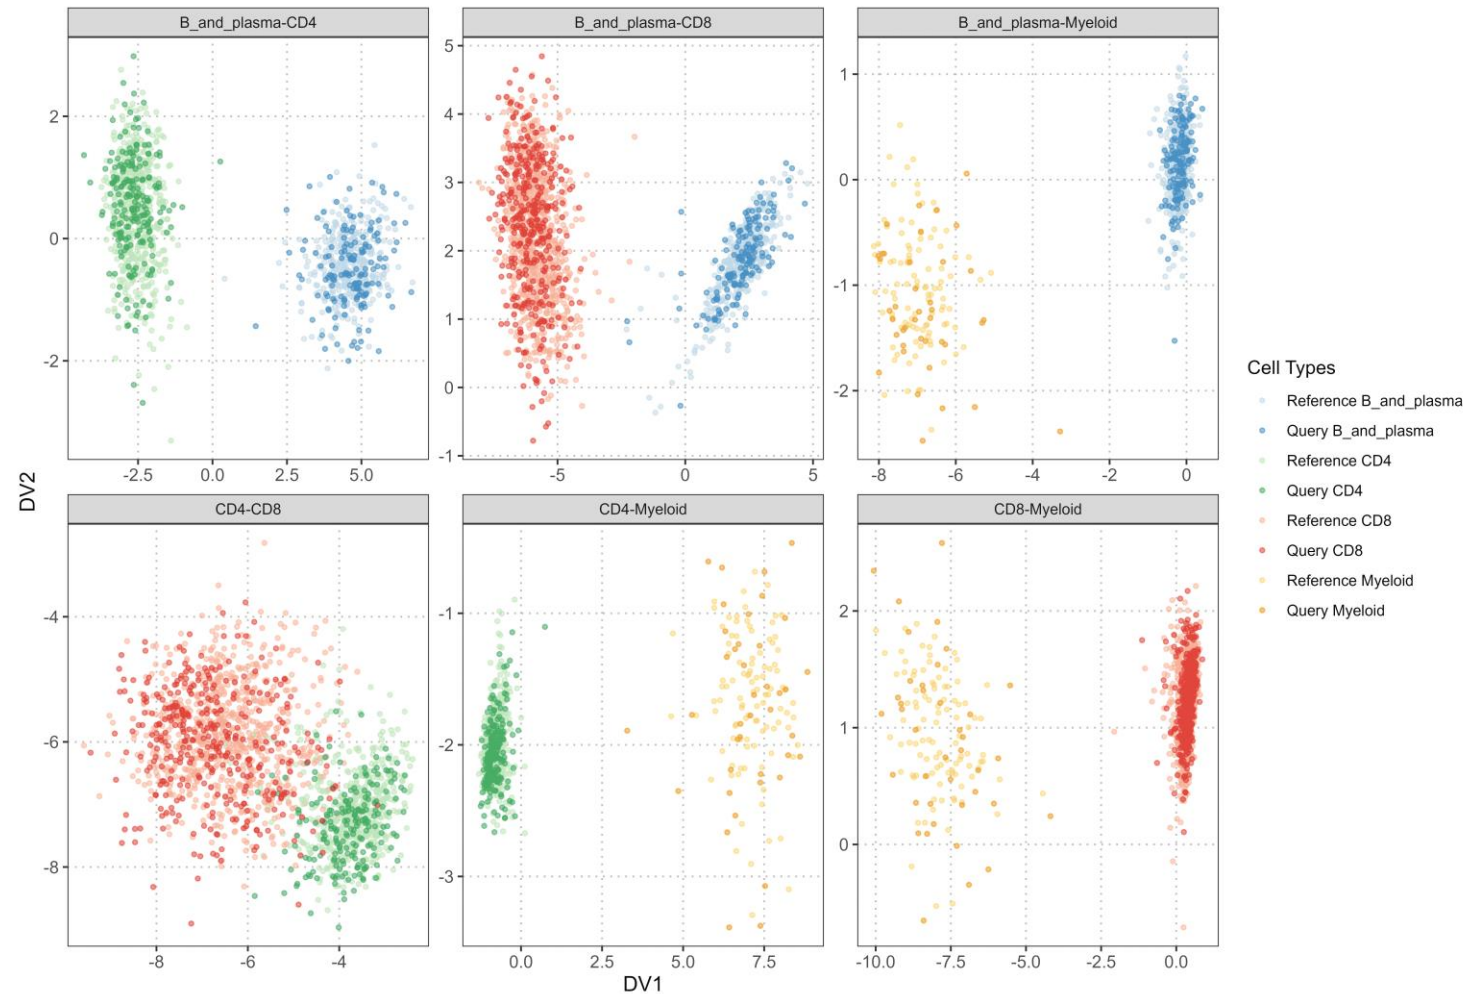 B_and_plasma-CD4
B_and_plasma-CD8
B_and_plasma-Myeloid
2
0
-2
-2.5
0.0
2.5
5.0
5
4
3
2
1
0
-1
-5
0
5
1
0
-1
-2
-8
-6
-4
-2
0
CD4-CD8
CD4-Myeloid
CD8-Myeloid
-4
-6
-8
-8
-6
-4
-1
-2
-3
0.0
2.5
5.0
7.5
2
1
0
-10.0
-7.5
-5.0
-2.5
0.0
DV2
DV1
Cell Types
Reference B_and_plasma
Query B_and_plasma
Reference CD4
Query CD4
Reference CD8
Query CD8
Reference Myeloid
Query Myeloid